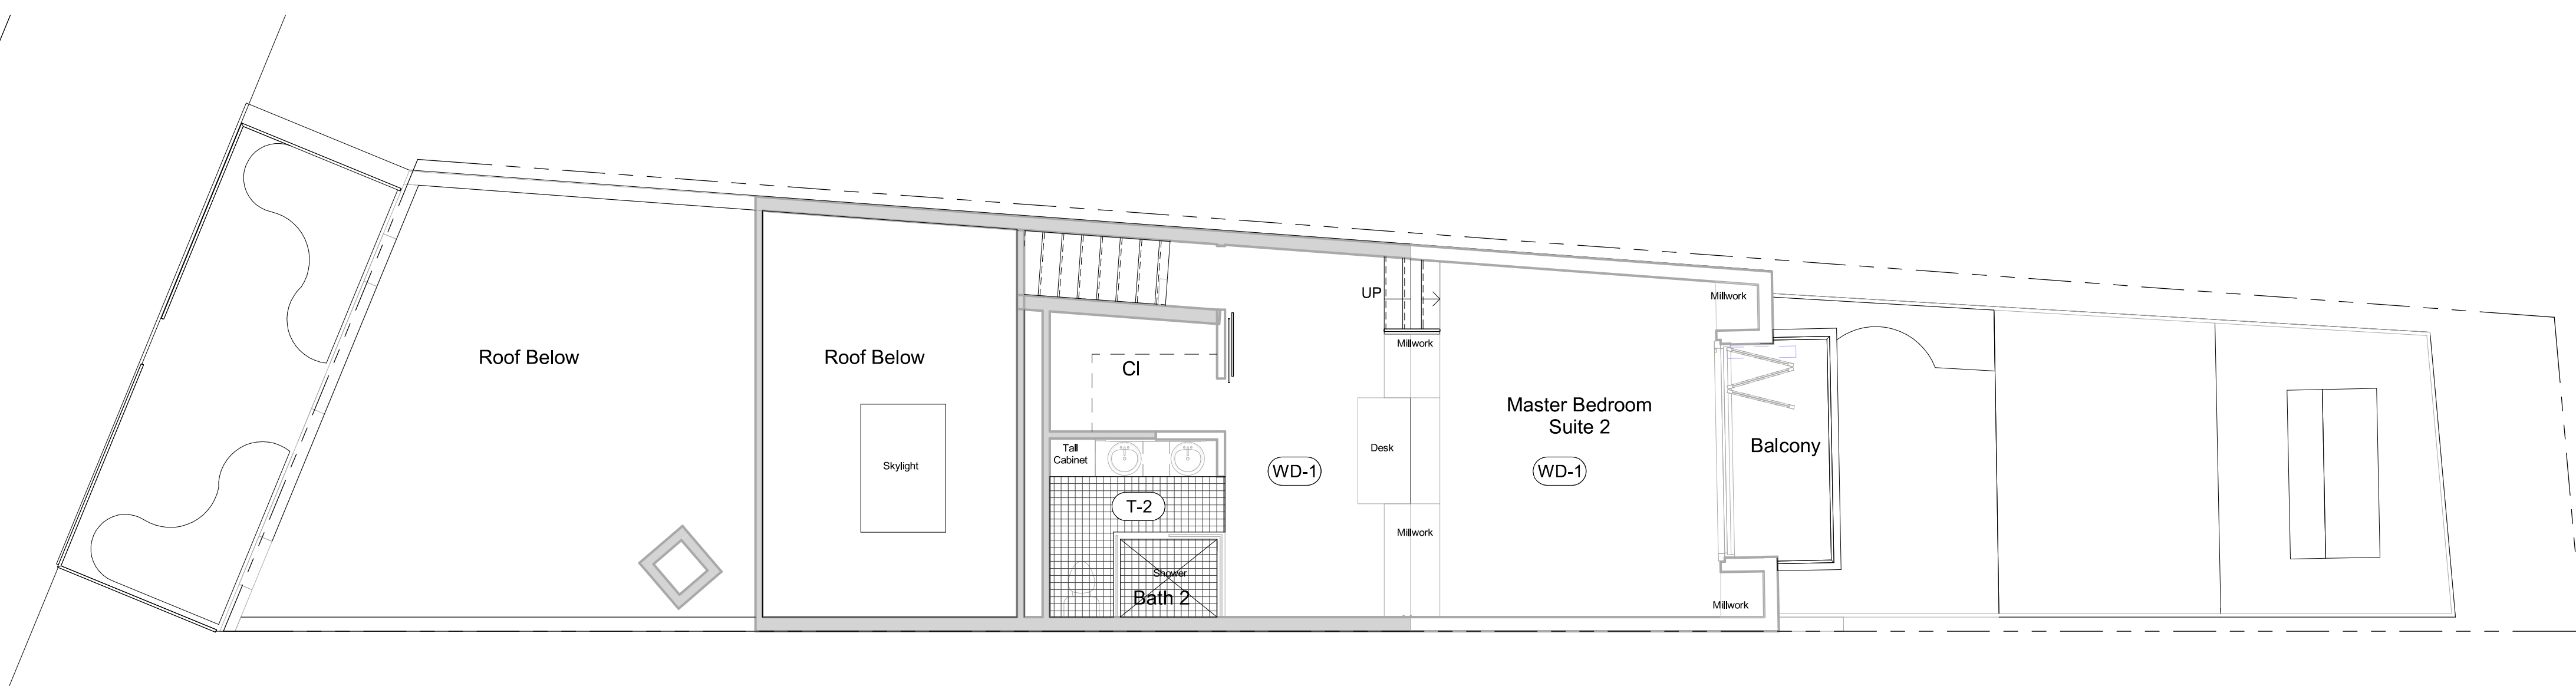 Roof Below
Roof Below
Skylight
Cl
Tall
Cabinet
T-2
Shower
Bath 2
WD-1
UP
Millwork
Desk
Millwork
Master Bedroom
Suite 2
WD-1
Millwork
Millwork
Balcony